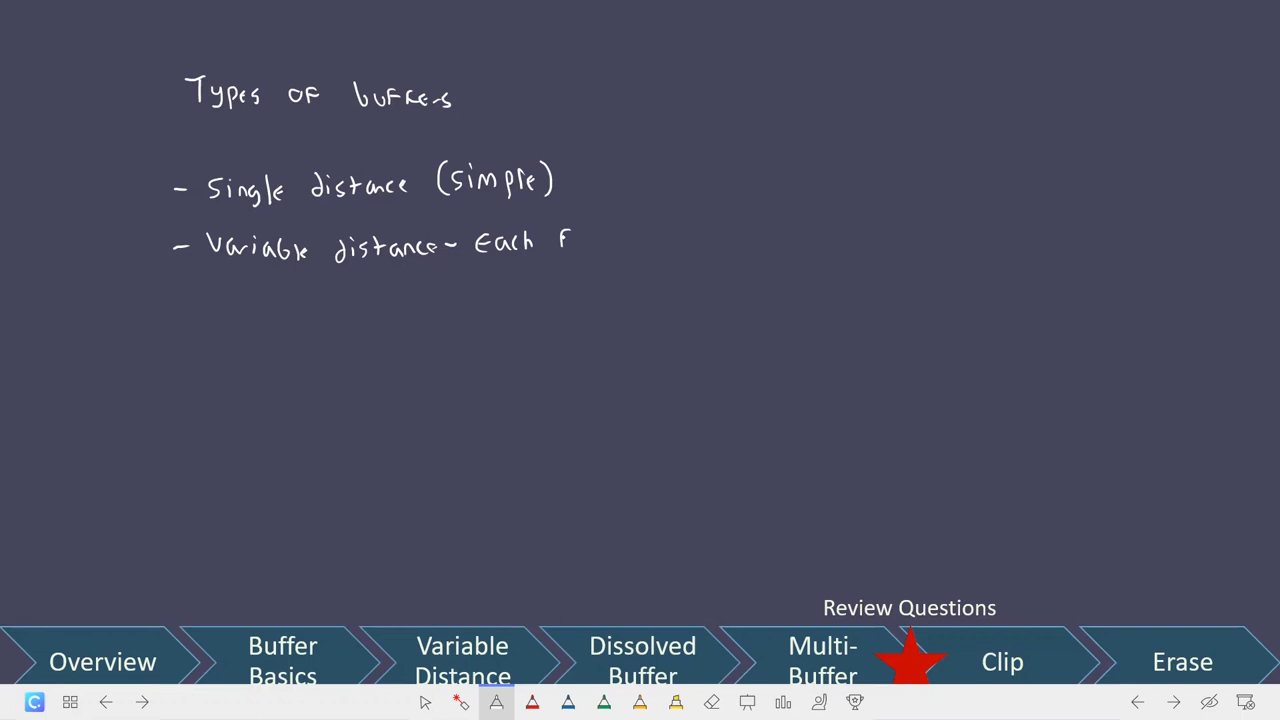 Types of buffers
- Single distance (simple)
- Variable distance - Each F
Review Questions
Overview
Buffer
Basics
Variable
Distance
Dissolved
Buffer
Multi-
Buffer
Clip
Erase